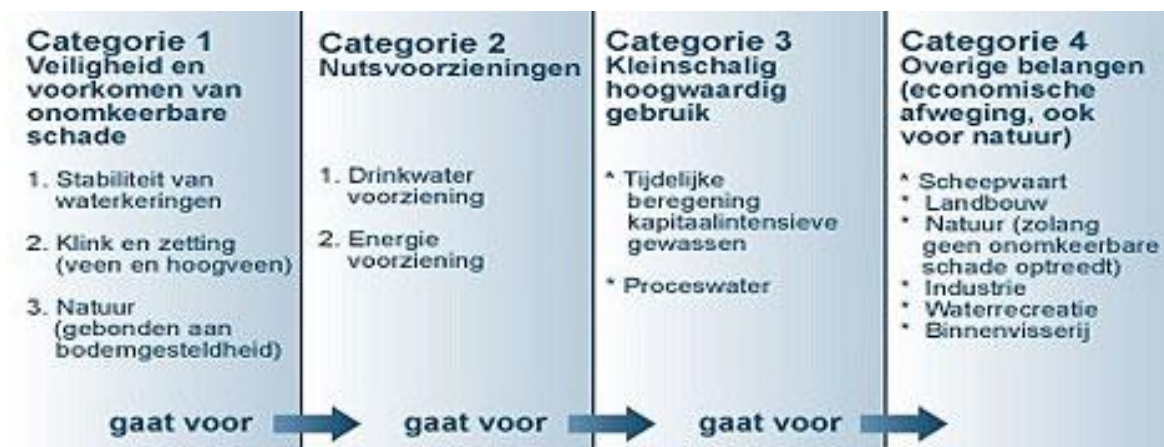 Categorie 1
Veiligheid en
voorkomen van
onomkeerbare
schade
1. Stabiliteit van
waterkeringen
2. Klink en zetting
(veen en hoogveen)
3. Natuur
(gebonden aan
bodemgesteldheid)
gaat voor
Categorie 2
Nutsvoorzieningen
1. Drinkwater
voorziening
2. Energie
voorziening
gaat voor
Categorie 3
Kleinschalig
hoogwaardig
gebruik
* Tijdelijke
beregening
kapitaalintensieve
gewassen
* Proceswater
gaat voor
Categorie 4
Overige belangen
(economische
afweging, ook
voor natuur)
* Scheepvaart
* Landbouw
* Natuur (zolang
geen onomkeerbare
schade optreedt)
* Industrie
* Waterrecreatie
* Binnenvisserij